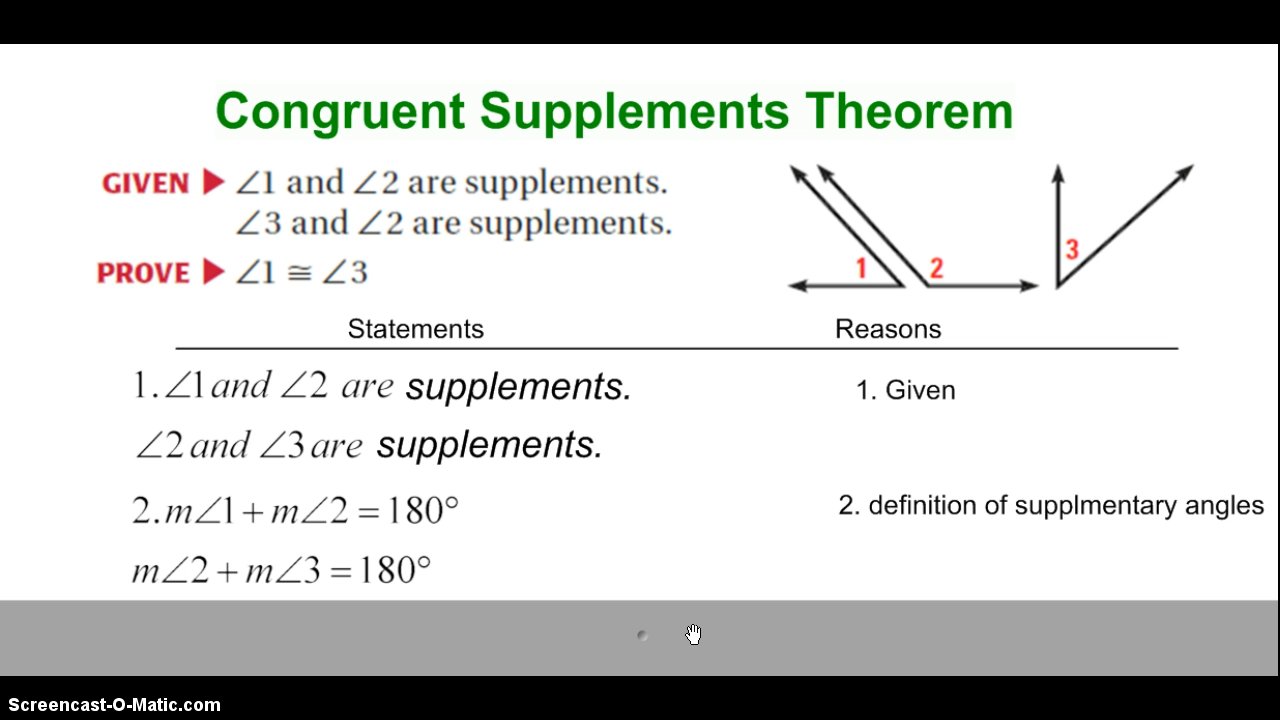 Congruent Supplements Theorem
GIVEN ▶ ∠1 and ∠2 are supplements.
∠3 and ∠2 are supplements.
PROVE ▶ ∠1 ≅ ∠3
1 2 3
Statements Reasons
1. ∠1 and ∠2 are supplements. 1. Given
∠2 and ∠3 are supplements.
2. m∠1 + m∠2 = 180° 2. definition of supplmentary angles
m∠2 + m∠3 = 180°
Screencast-O-Matic.com